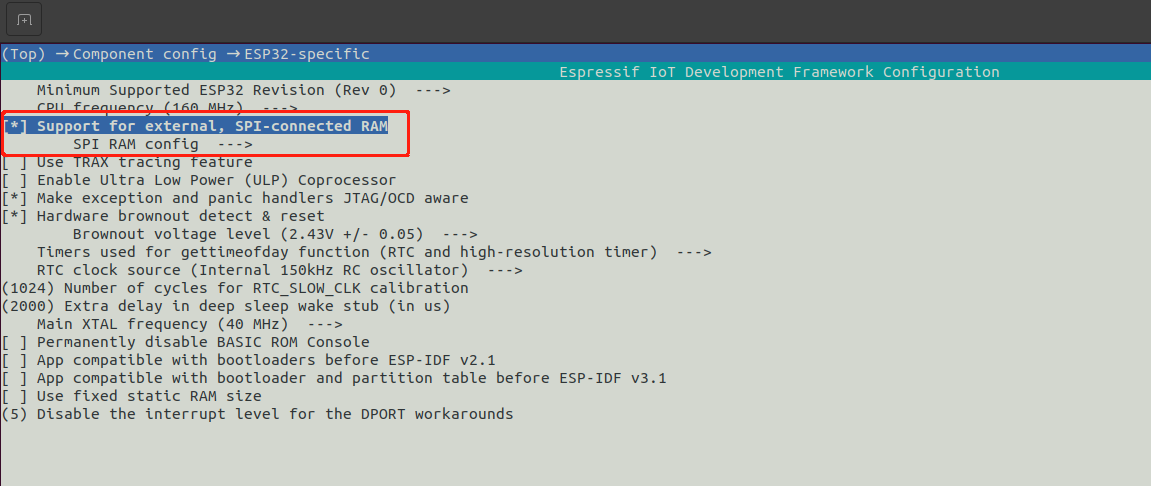 (Top) → Component config → ESP32-specific
Espressif IoT Development Framework Configuration
Minimum Supported ESP32 Revision (Rev 0)  --->
CPU frequency (160 MHz)  --->
[*] Support for external, SPI-connected RAM
SPI RAM config  --->
[ ] Use TRAX tracing feature
[ ] Enable Ultra Low Power (ULP) Coprocessor
[*] Make exception and panic handlers JTAG/OCD aware
[*] Hardware brownout detect & reset
Brownout voltage level (2.43V +/- 0.05)  --->
Timers used for gettimeofday function (RTC and high-resolution timer)  --->
RTC clock source (Internal 150kHz RC oscillator)  --->
(1024) Number of cycles for RTC_SLOW_CLK calibration
(2000) Extra delay in deep sleep wake stub (in us)
Main XTAL frequency (40 MHz)  --->
[ ] Permanently disable BASIC ROM Console
[ ] App compatible with bootloaders before ESP-IDF v2.1
[ ] App compatible with bootloader and partition table before ESP-IDF v3.1
[ ] Use fixed static RAM size
(5) Disable the interrupt level for the DPORT workarounds